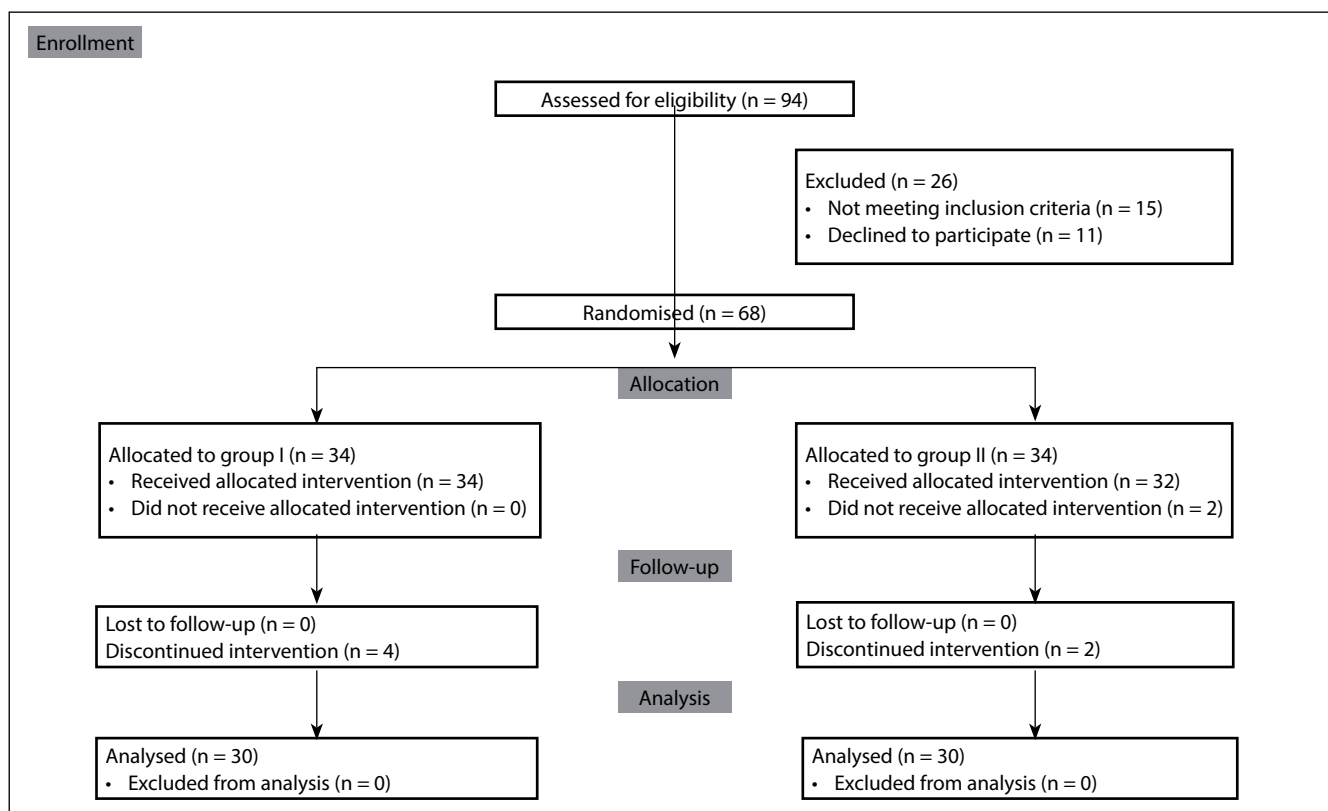 Enrollment
Assessed for eligibility (n = 94)
Excluded (n = 26)
• Not meeting inclusion criteria (n = 15)
• Declined to participate (n = 11)
Randomised (n = 68)
Allocation
Allocated to group I (n = 34)
• Received allocated intervention (n = 34)
• Did not receive allocated intervention (n = 0)
Allocated to group II (n = 34)
• Received allocated intervention (n = 32)
• Did not receive allocated intervention (n = 2)
Follow-up
Lost to follow-up (n = 0)
Discontinued intervention (n = 4)
Lost to follow-up (n = 0)
Discontinued intervention (n = 2)
Analysis
Analysed (n = 30)
• Excluded from analysis (n = 0)
Analysed (n = 30)
• Excluded from analysis (n = 0)